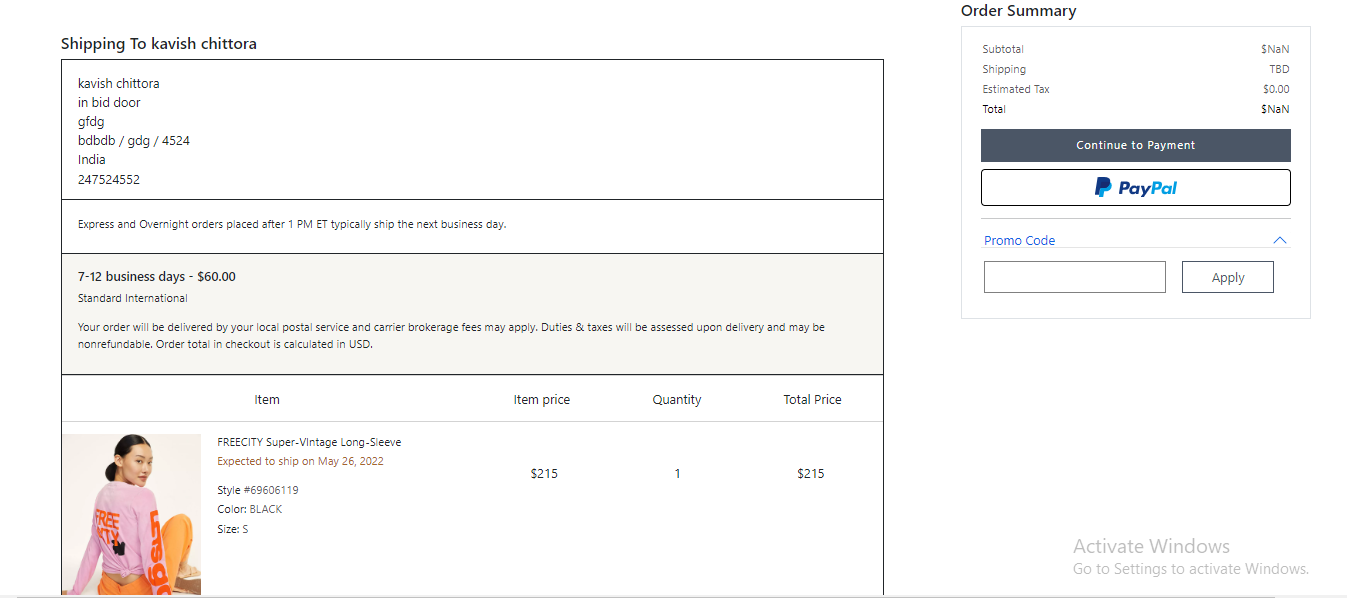 Order Summary
Shipping To kavish chittora
Subtotal $NaN
Shipping TBD
Estimated Tax $0.00
Total $NaN
Continue to Payment
PayPal
Promo Code
Apply
kavish chittora
in bid door
gfdg
bdbdb / gdg / 4524
India
247524552
Express and Overnight orders placed after 1 PM ET typically ship the next business day.
7-12 business days - $60.00
Standard International
Your order will be delivered by your local postal service and carrier brokerage fees may apply. Duties & taxes will be assessed upon delivery and may be
nonrefundable. Order total in checkout is calculated in USD.
Item Item price Quantity Total Price
FREECITY Super-VIntage Long-Sleeve
Expected to ship on May 26, 2022
$215 1 $215
Style #69606119
Color: BLACK
Size: S
FREE
Activate Windows
Go to Settings to activate Windows.